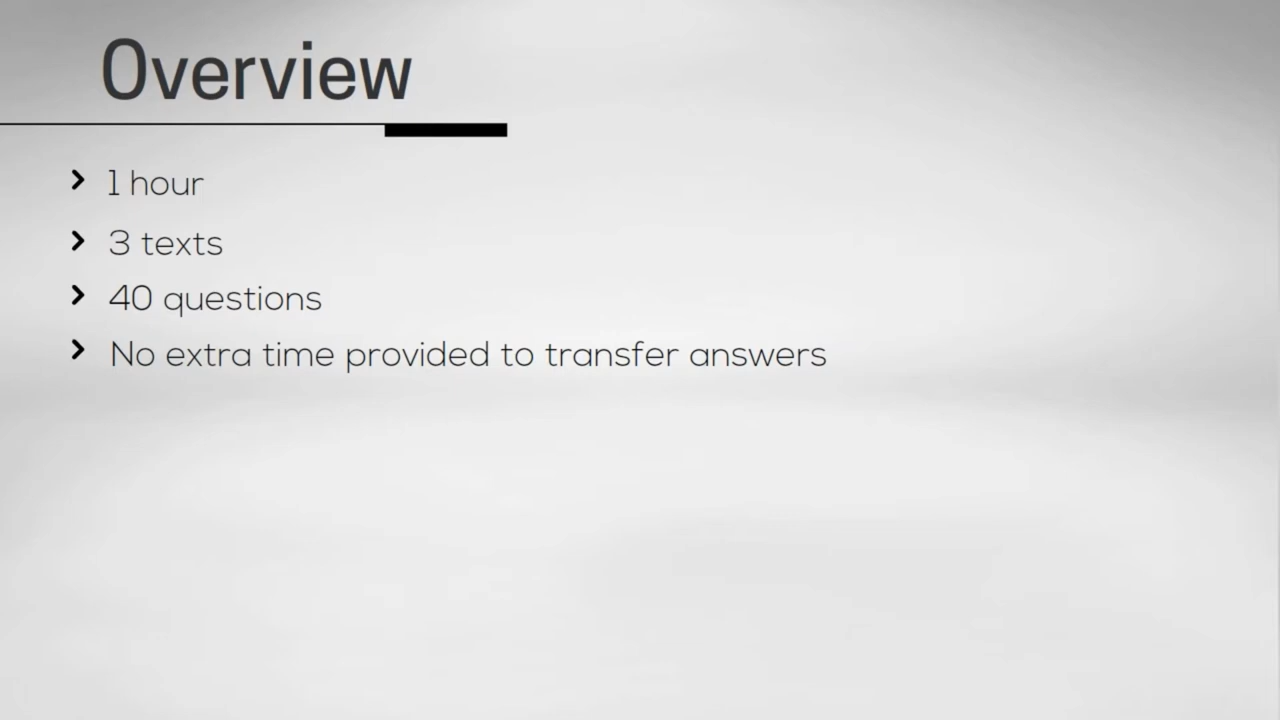 Overview
1 hour
3 texts
40 questions
No extra time provided to transfer answers